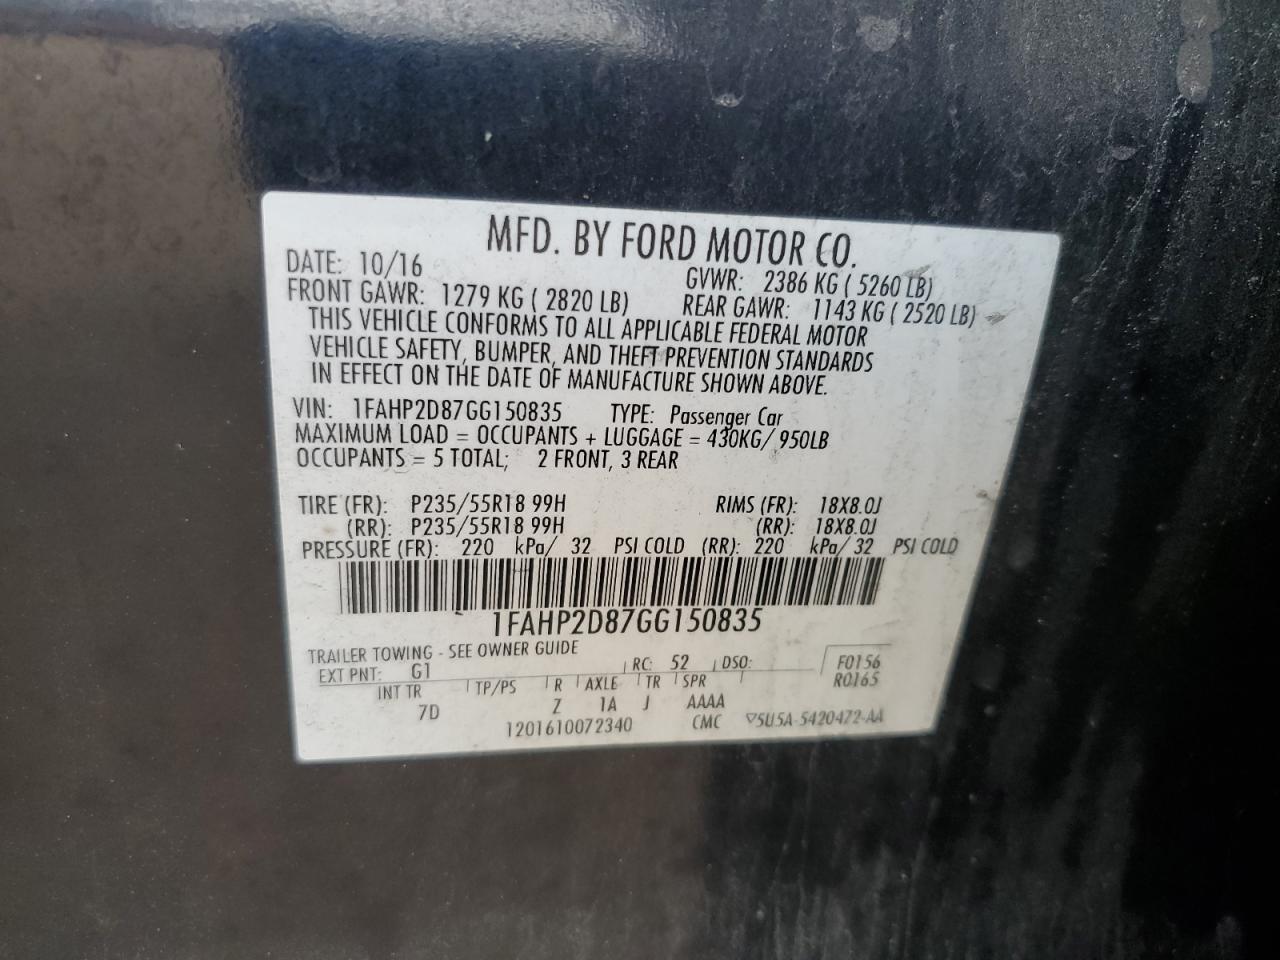 MFD. BY FORD MOTOR CO.
DATE: 10/16 GVWR: 2386 KG ( 5260 LB)
FRONT GAWR: 1279 KG ( 2820 LB) REAR GAWR: 1143 KG ( 2520 LB)
THIS VEHICLE CONFORMS TO ALL APPLICABLE FEDERAL MOTOR
VEHICLE SAFETY, BUMPER, AND THEFT PREVENTION STANDARDS
IN EFFECT ON THE DATE OF MANUFACTURE SHOWN ABOVE.
VIN: 1FAHP2D87GG150835 TYPE: Passenger Car
MAXIMUM LOAD = OCCUPANTS + LUGGAGE = 430KG/ 950LB
OCCUPANTS = 5 TOTAL; 2 FRONT, 3 REAR
TIRE (FR): P235/55R18 99H RIMS (FR): 18X8.0J
(RR): P235/55R18 99H (RR): 18X8.0J
PRESSURE (FR): 220 kPa/ 32 PSI COLD (RR): 220 kPa/ 32 PSI COLD
1FAHP2D87GG150835
TRAILER TOWING - SEE OWNER GUIDE
EXT PNT: G1 RC: 52 DSO: F0156
R0165
INT TR TP/PS R AXLE TR SPR
7D Z 1A J AAAA
1201610072340 CMC ▽5U5A-5420472-AA